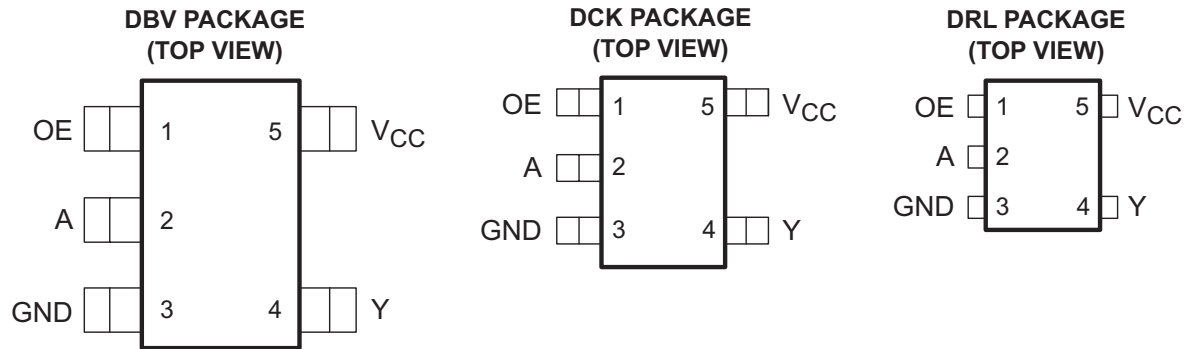 DBV PACKAGE
(TOP VIEW)
OE 1 5 VCC
A 2
GND 3 4 Y
DCK PACKAGE
(TOP VIEW)
OE 1 5 VCC
A 2
GND 3 4 Y
DRL PACKAGE
(TOP VIEW)
OE 1 5 VCC
A 2
GND 3 4 Y